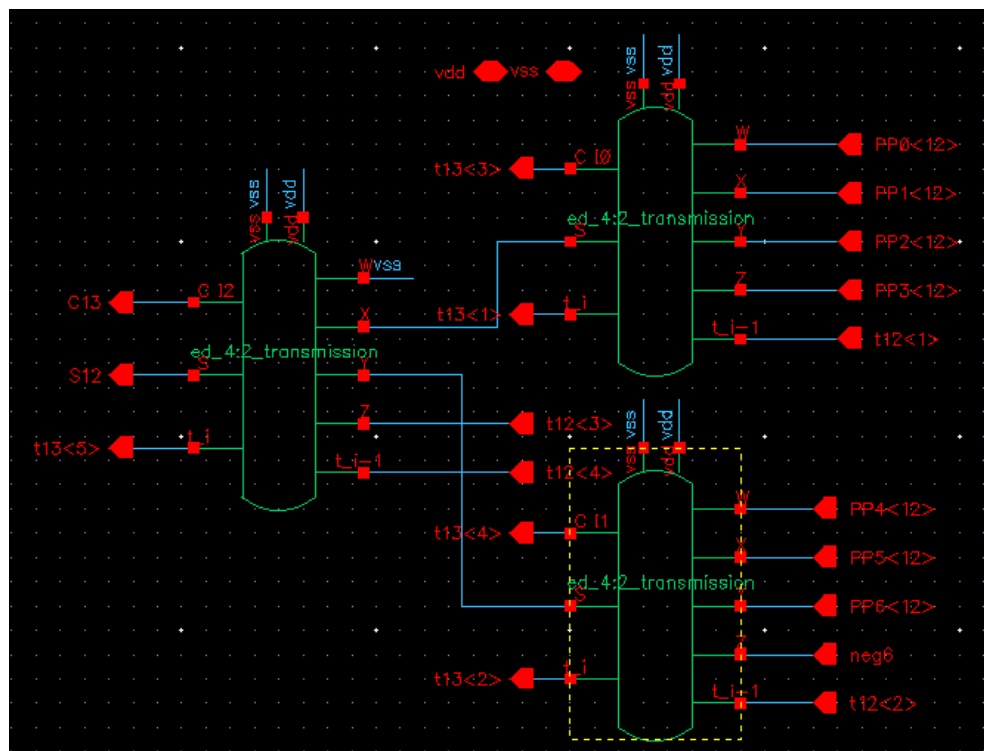 vdd vss
vss vdd
vss vdd
W PP0<12>
t13<3> C I0
X PP1<12>
ed_4:2_transmission
S Y PP2<12>
Z PP3<12>
t13<1> t_i
t_i-1 t12<1>
vss vdd
vss vdd
W vss
C13 C I2
X
ed_4:2_transmission
S12 S Y
Z t12<3>
t13<5> t_i
t_i-1 t12<4>
vss vdd
vss vdd
W PP4<12>
t13<4> C I1
X PP5<12>
ed_4:2_transmission
S Y PP6<12>
Z neg6
t13<2> t_i
t_i-1 t12<2>